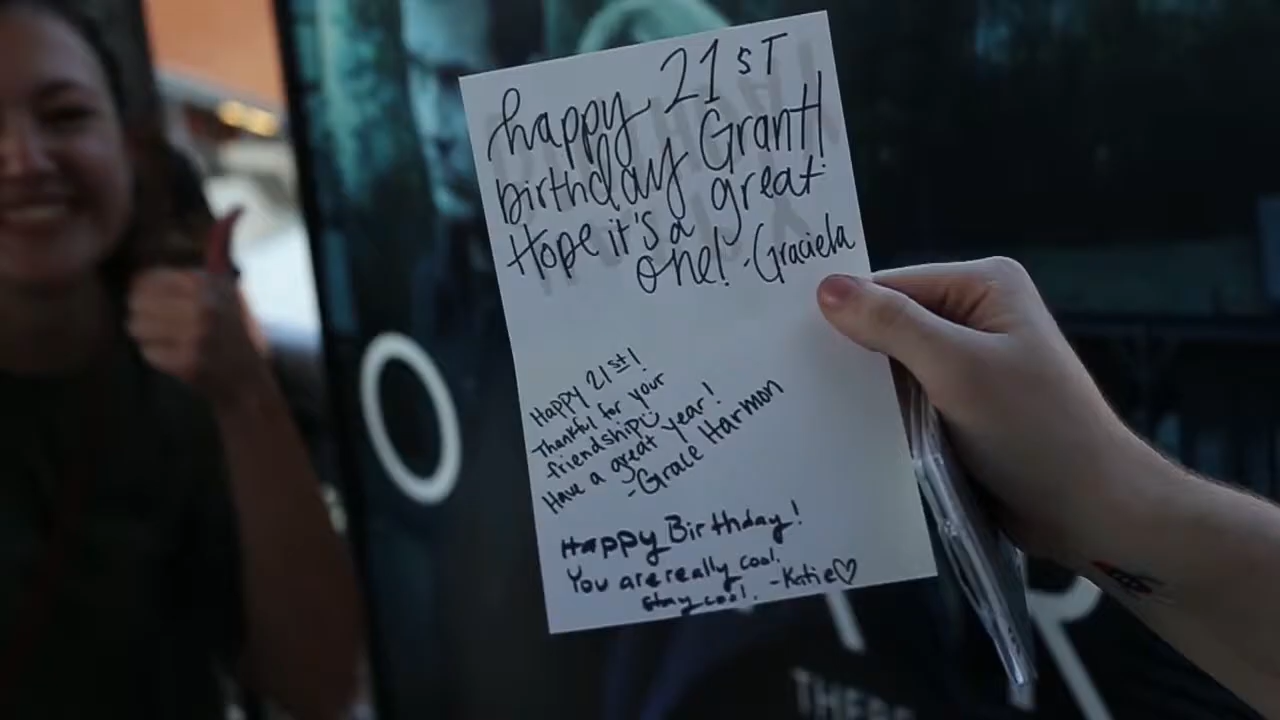 happy 21ST
birthday Grant!
Hope it's a great
one! -Graciela
Happy 21st!
Thankful for your
friendship
Have a great year!
-Grace Harmon
Happy Birthday!
You are really cool.
stay cool. -Katie♡
O
THERE